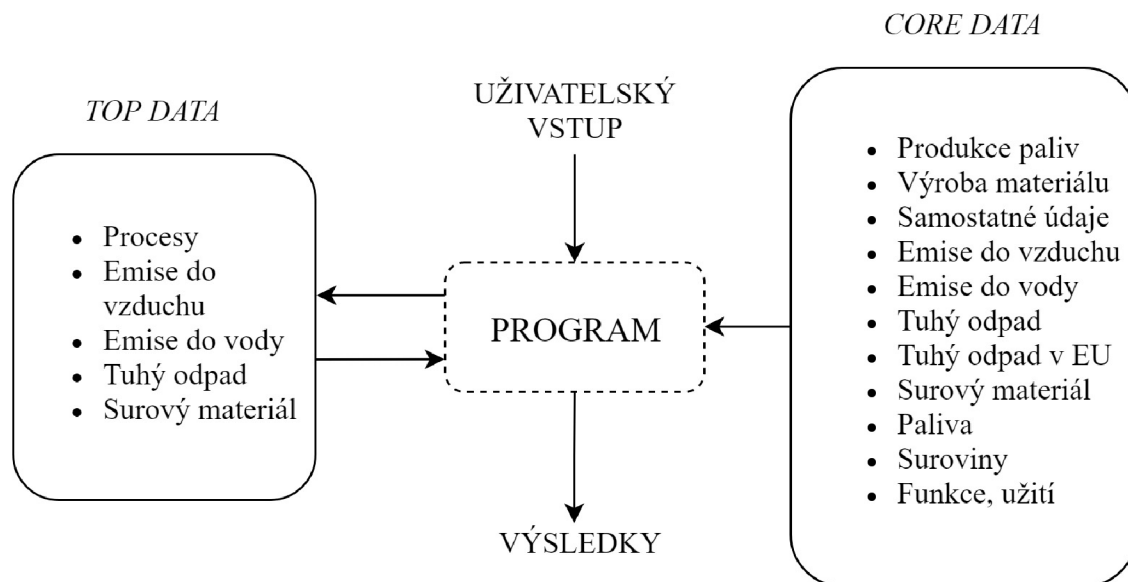 TOP DATA
• Procesy
• Emise do
vzduchu
• Emise do vody
• Tuhý odpad
• Surový materiál
UŽIVATELSKÝ
VSTUP
PROGRAM
VÝSLEDKY
CORE DATA
• Produkce paliv
• Výroba materiálu
• Samostatné údaje
• Emise do vzduchu
• Emise do vody
• Tuhý odpad
• Tuhý odpad v EU
• Surový materiál
• Paliva
• Suroviny
• Funkce, užití